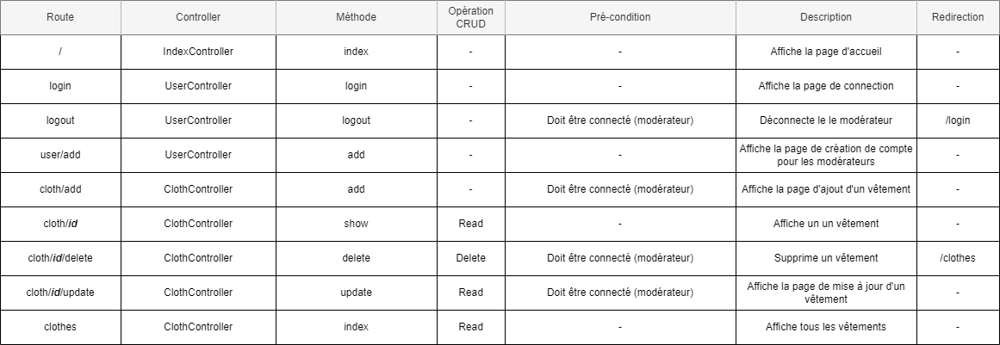 Route Controller Méthode Opération CRUD Pré-condition Description Redirection
/ IndexController index - - Affiche la page d'accueil -
login UserController login - - Affiche la page de connection -
logout UserController logout - Doit être connecté (modérateur) Déconnecte le le modérateur /login
user/add UserController add - - Affiche la page de création de compte pour les modérateurs -
cloth/add ClothController add - Doit être connecté (modérateur) Affiche la page d'ajout d'un vêtement -
cloth/id ClothController show Read - Affiche un un vêtement -
cloth/id/delete ClothController delete Delete Doit être connecté (modérateur) Supprime un vêtement /clothes
cloth/id/update ClothController update Read Doit être connecté (modérateur) Affiche la page de mise à jour d'un vêtement -
clothes ClothController index Read - Affiche tous les vêtements -